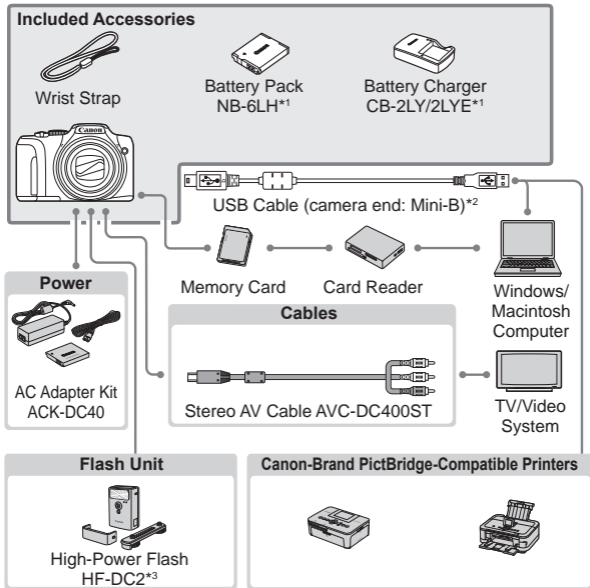 Included Accessories
Wrist Strap
Battery Pack
NB-6LH*1
Battery Charger
CB-2LY/2LYE*1
Canon
USB Cable (camera end: Mini-B)*2
Memory Card
Card Reader
Windows/
Macintosh
Computer
Power
AC Adapter Kit
ACK-DC40
Cables
Stereo AV Cable AVC-DC400ST
TV/Video
System
Flash Unit
High-Power Flash
HF-DC2*3
Canon-Brand PictBridge-Compatible Printers